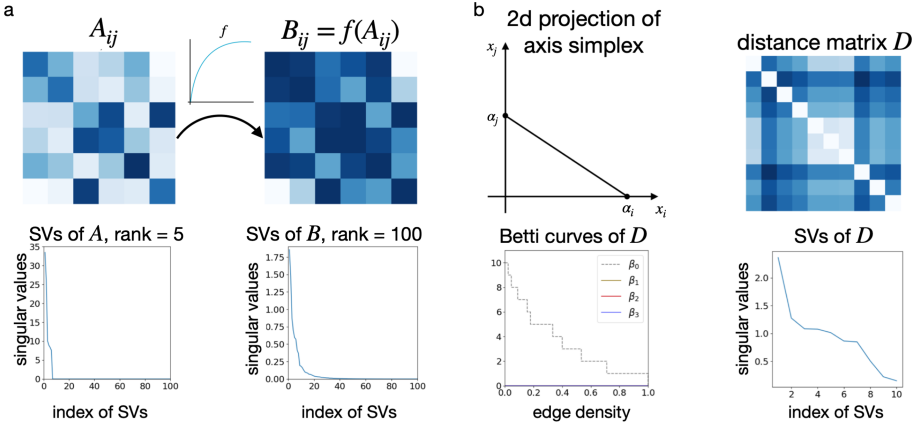 a
A_ij
f
B_ij = f(A_ij)
SVs of A, rank = 5
singular values
35
30
25
20
15
10
5
0
0 20 40 60 80 100
index of SVs
SVs of B, rank = 100
singular values
1.75
1.50
1.25
1.00
0.75
0.50
0.25
0.00
0 20 40 60 80 100
index of SVs
b
2d projection of
axis simplex
x_j
α_j
α_i
x_i
distance matrix D
Betti curves of D
10
8
6
4
2
0
β_0
β_1
β_2
β_3
0.0 0.2 0.4 0.6 0.8 1.0
edge density
SVs of D
singular values
2.0
1.5
1.0
0.5
2 4 6 8 10
index of SVs